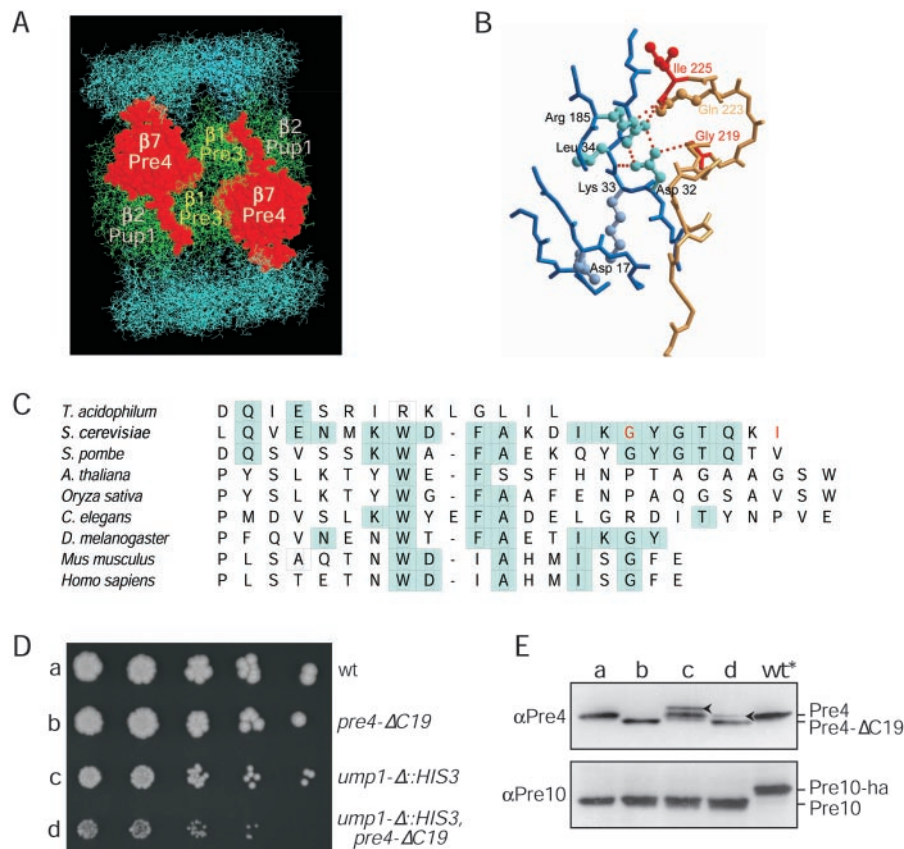 A
β7
Pre4
β1
Pre3
β2
Pup1
β1
Pre3
β2
Pup1
β7
Pre4
B
Ile 225
Gln 223
Arg 185
Gly 219
Leu 34
Lys 33
Asp 32
Asp 17
C
T. acidophilum D Q I E S R I R K L G L I L
S. cerevisiae L Q V E N M K W D - F A K D I K G Y G T Q K I
S. pombe D Q S V S S K W A - F A E K Q Y G Y G T Q T V
A. thaliana P Y S L K T Y W E - F S S F H N P T A G A A G S W
Oryza sativa P Y S L K T Y W G - F A A F E N P A Q G S A V S W
C. elegans P M D V S L K W Y E F A D E L G R D I T Y N P V E
D. melanogaster P F Q V N E N W T - F A E T I K G Y
Mus musculus P L S A Q T N W D - I A H M I S G F E
Homo sapiens P L S T E T N W D - I A H M I S G F E
D
a wt
b pre4-ΔC19
c ump1-Δ::HIS3
d ump1-Δ::HIS3,
pre4-ΔC19
E
a b c d wt*
αPre4
Pre4
Pre4-ΔC19
αPre10
Pre10-ha
Pre10